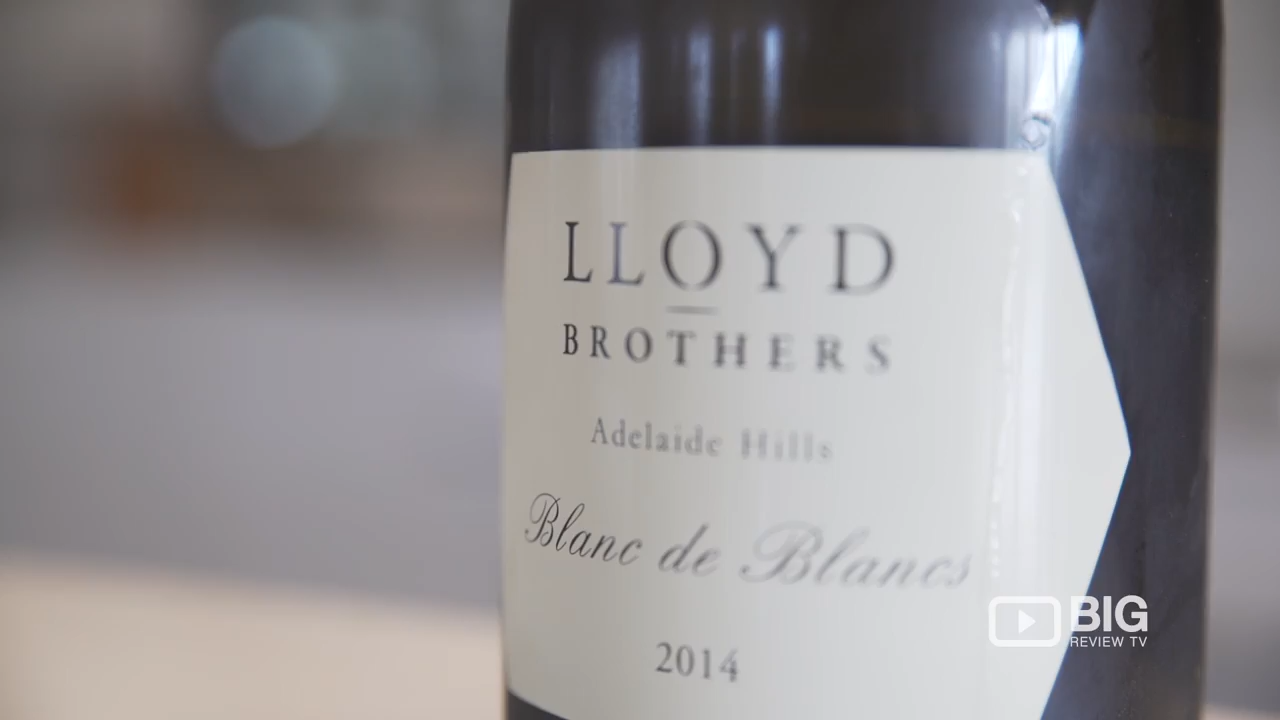 LLOYD
BROTHERS
Adelaide Hills
Blanc de Blancs
2014
BIG
REVIEW TV